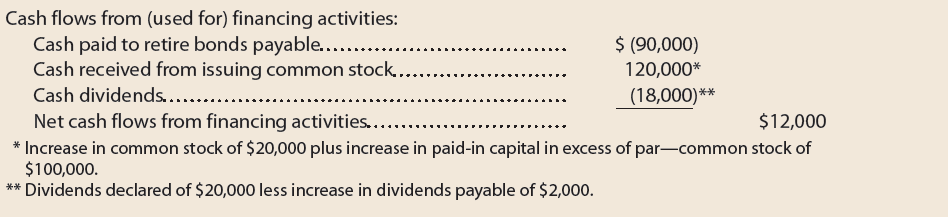 Cash flows from (used for) financing activities:
Cash paid to retire bonds payable.......................................... $ (90,000)
Cash received from issuing common stock............................. 120,000*
Cash dividends.................................................................... (18,000)**
Net cash flows from financing activities.................................. $12,000
* Increase in common stock of $20,000 plus increase in paid-in capital in excess of par—common stock of
$100,000.
** Dividends declared of $20,000 less increase in dividends payable of $2,000.